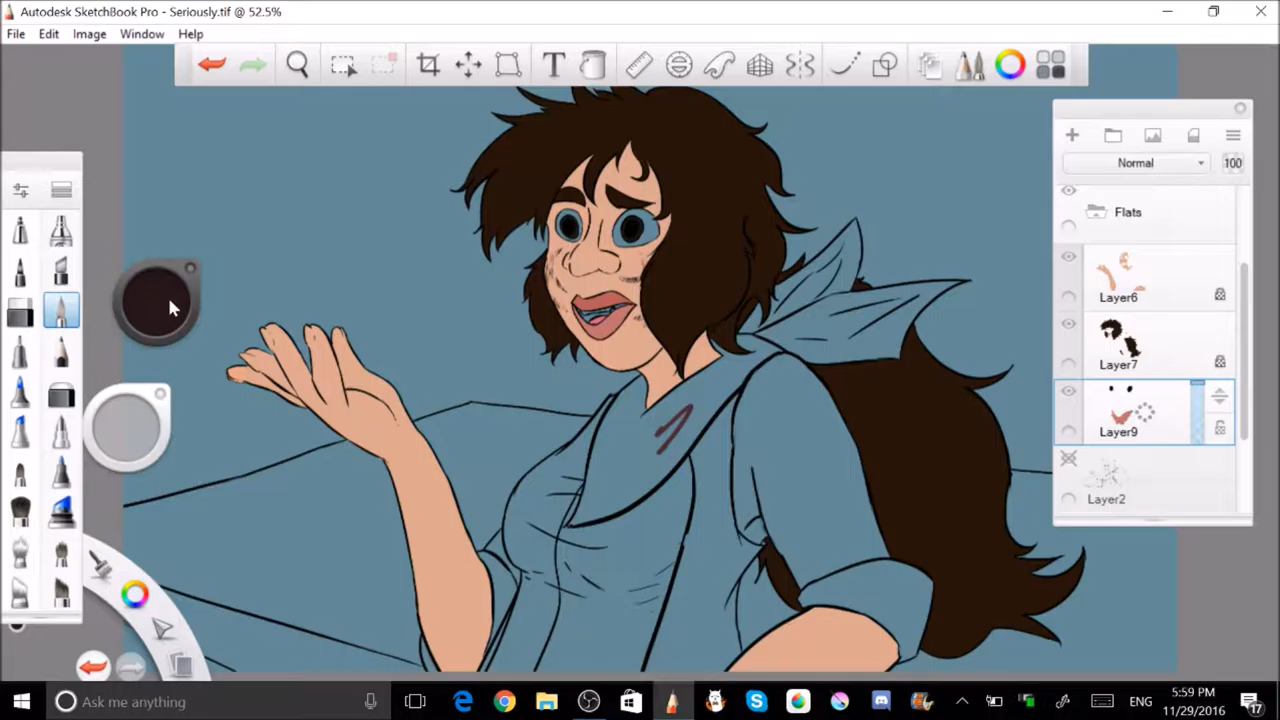 Autodesk SketchBook Pro - Seriously.tif @ 52.5%
File Edit Image Window Help
T
Normal 100
Flats
Layer6
Layer7
Layer9
Layer2
Ask me anything
ENG
5:59 PM
11/29/2016
17